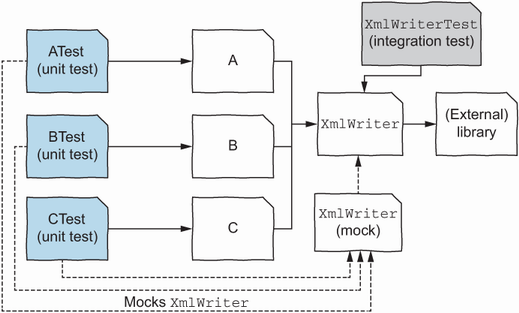 XmlWriterTest
(integration test)
ATest
(unit test)
A
BTest
(unit test)
B
XmlWriter
(External)
library
CTest
(unit test)
C
XmlWriter
(mock)
Mocks XmlWriter